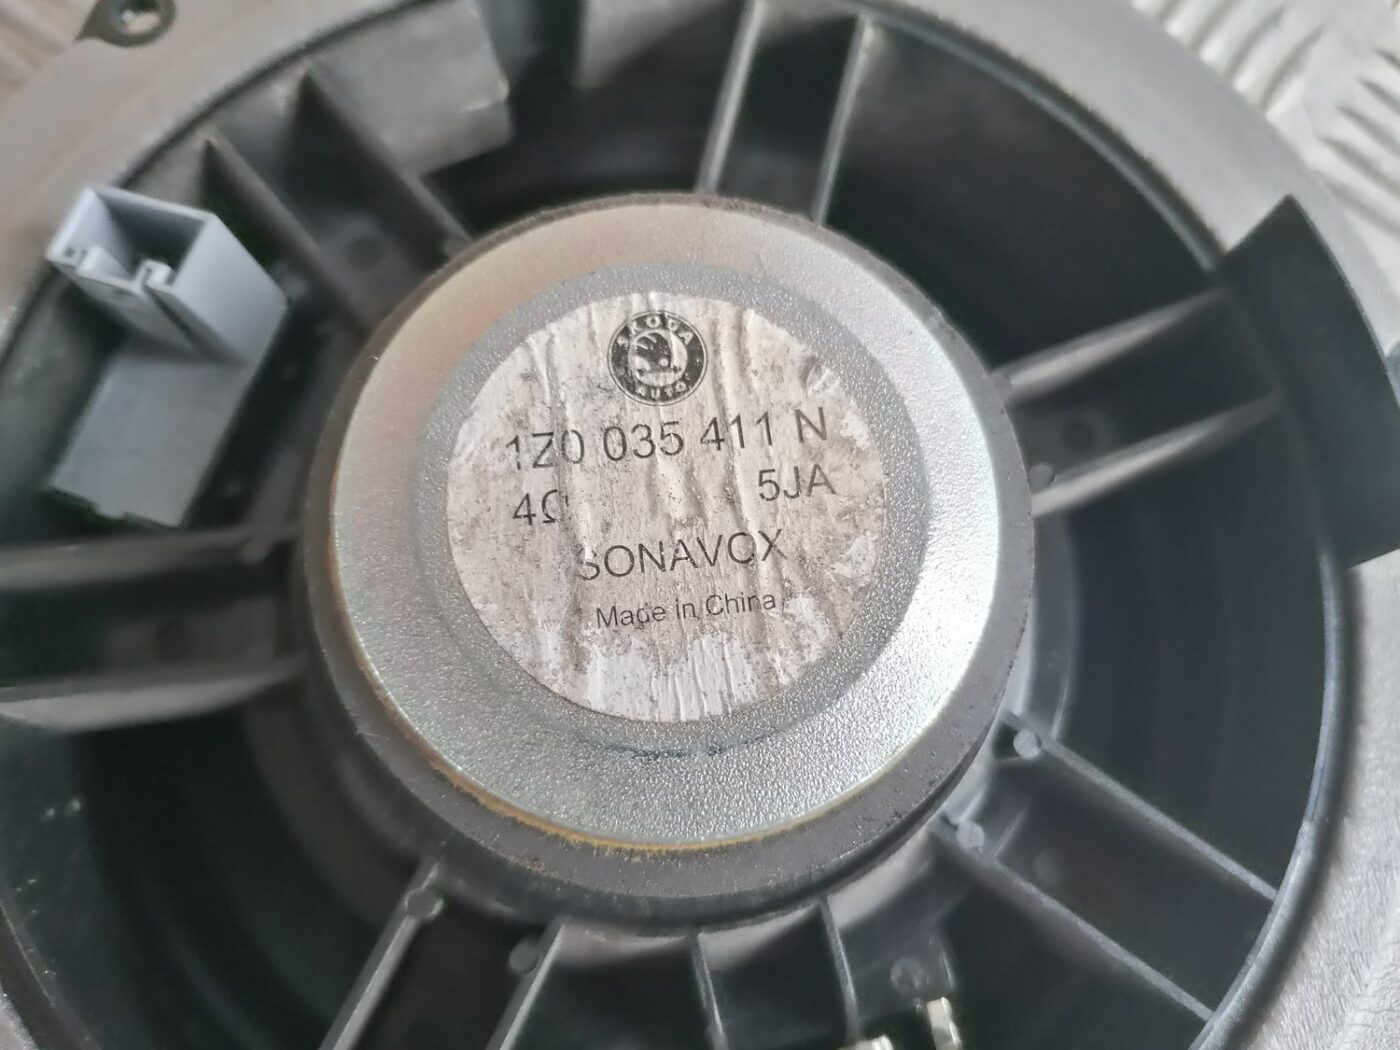 ŠKODA
AUTO
1Z0 035 411 N
4Ω 5JA
SONAVOX
Made in China